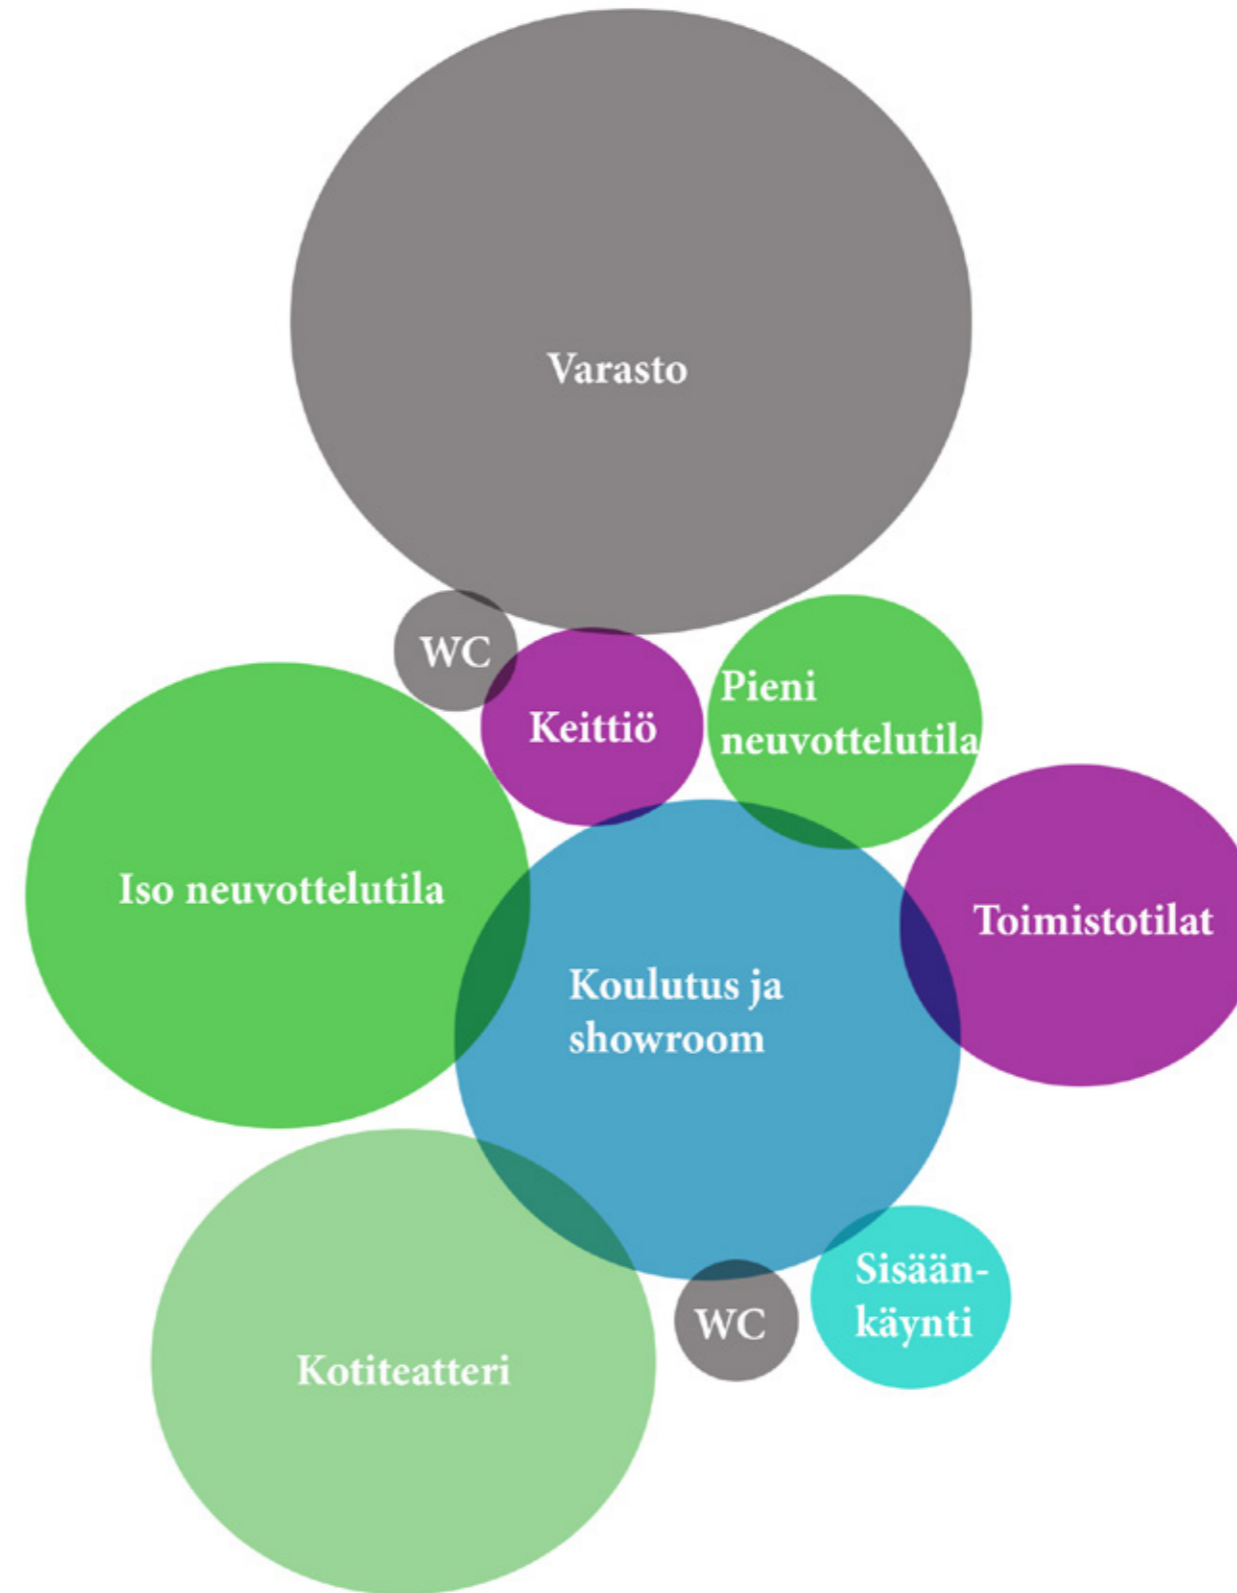 Varasto
WC
Keittiö
Pieni
neuvottelutila
Iso neuvottelutila
Toimistotilat
Koulutus ja
showroom
Sisään-
käynti
WC
Kotiteatteri